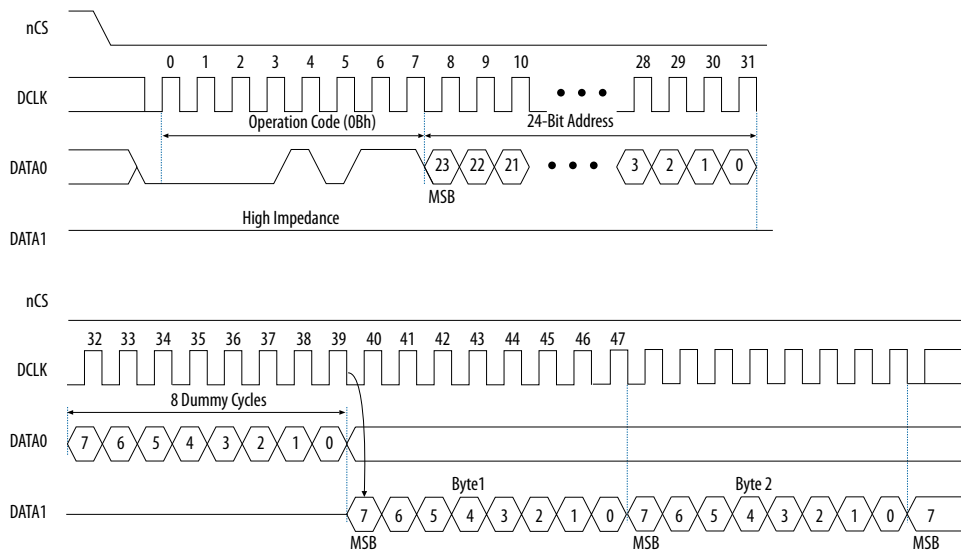 nCS
0 1 2 3 4 5 6 7 8 9 10 28 29 30 31
DCLK
Operation Code (0Bh) 24-Bit Address
DATA0 23 22 21 3 2 1 0
MSB
High Impedance
DATA1
nCS
32 33 34 35 36 37 38 39 40 41 42 43 44 45 46 47
DCLK
8 Dummy Cycles
DATA0 7 6 5 4 3 2 1 0
Byte1 Byte 2
DATA1 7 6 5 4 3 2 1 0 7 6 5 4 3 2 1 0 7
MSB MSB MSB